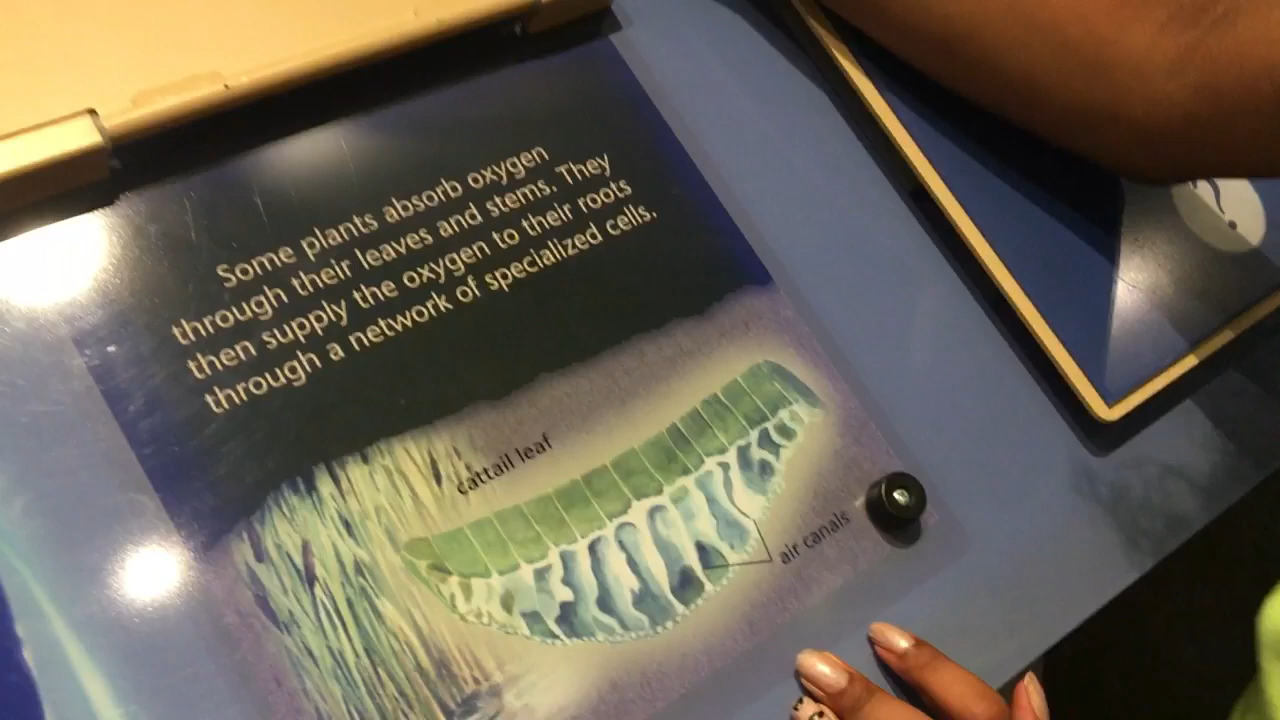 Some plants absorb oxygen
through their leaves and stems. They
then supply the oxygen to their roots
through a network of specialized cells.
cattail leaf
air canals
?